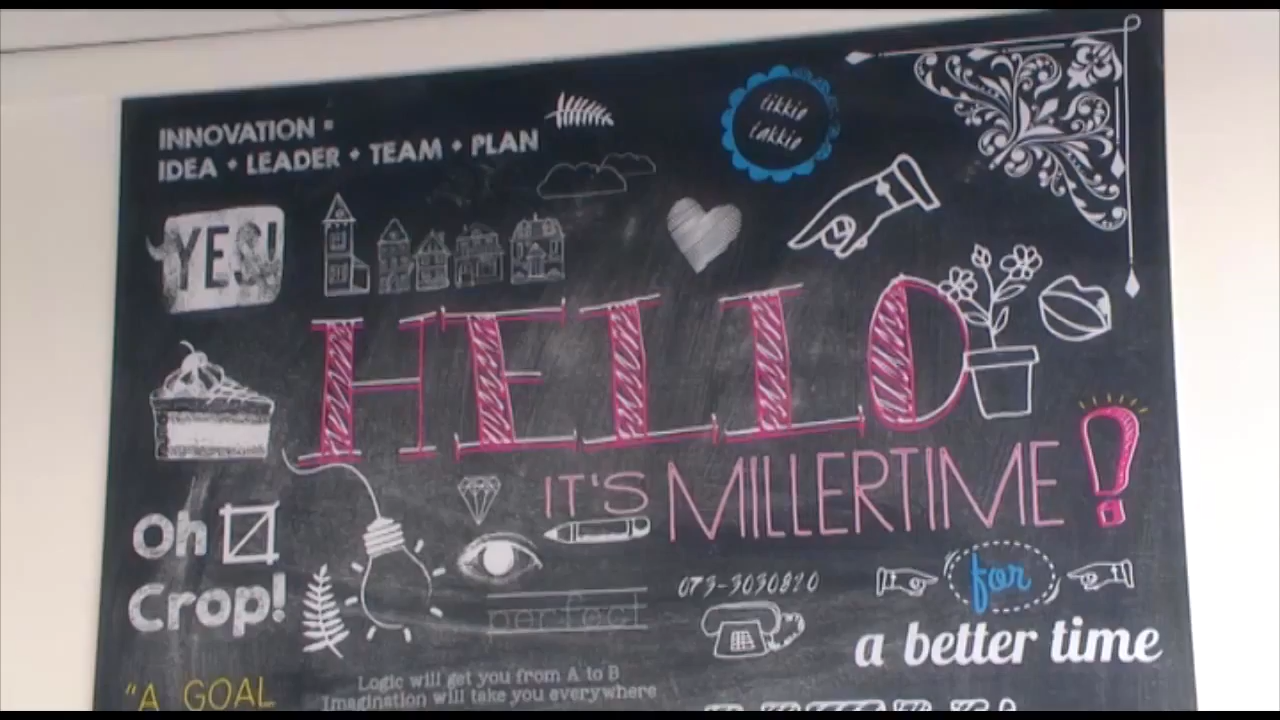 INNOVATION =
IDEA + LEADER + TEAM + PLAN
tikkie
takkie
YES!
HELLO
IT'S MILLERTIME!
Oh
Crop!
perfect
073-3030820
for
a better time
Logic will get you from A to B
Imagination will take you everywhere
"A GOAL